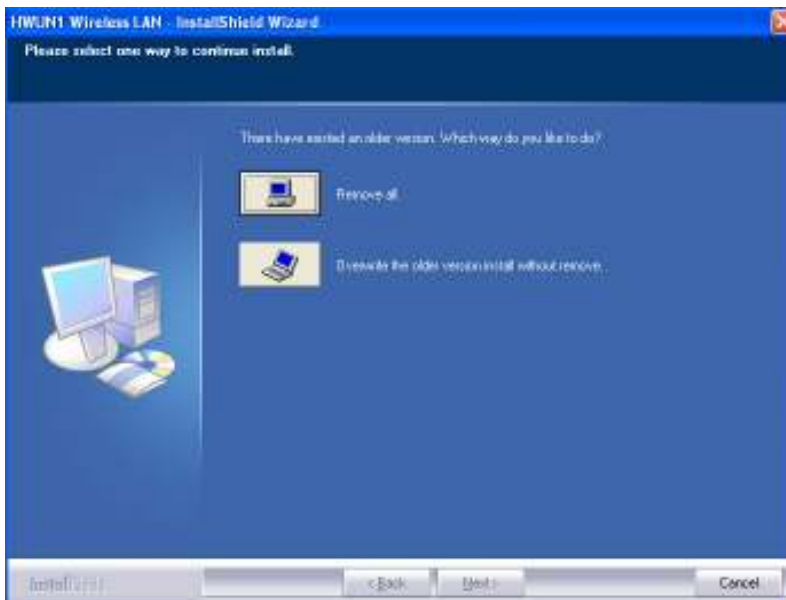 HWUN1 Wireless LAN - InstallShield Wizard
Please select one way to continue install.
There have existed an older version. Which way do you like to do?
Remove all.
Overwrite the older version install without remove.
InstallShield
< Back
Next >
Cancel